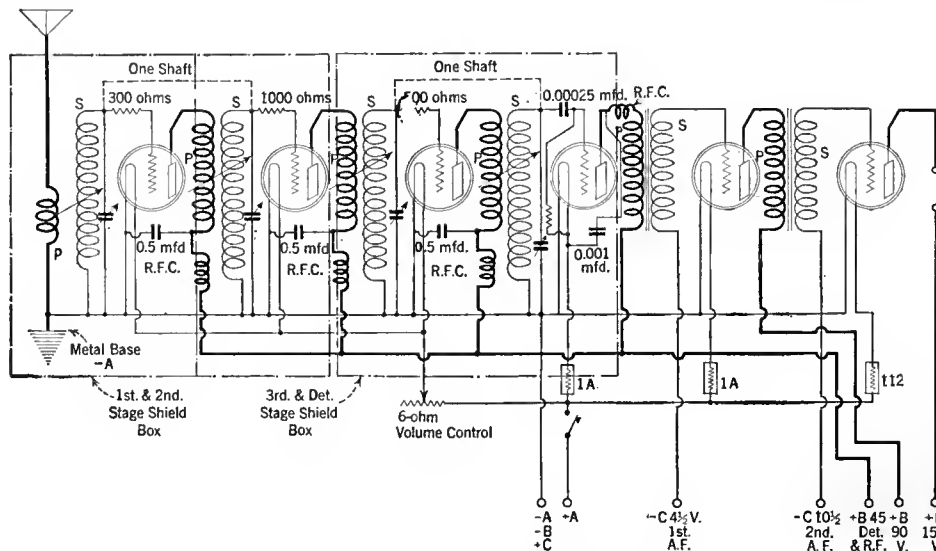 One Shaft
One Shaft
S
300 ohms
S
1000 ohms
S
ohms
S
0.00025 mfd.
R.F.C.
P
P
P
P
S
P
S
P
0.5 mfd.
R.F.C.
0.5 mfd.
R.F.C.
0.5 mfd.
R.F.C.
0.001
mfd.
Metal Base
-A
1st. & 2nd.
Stage Shield
Box
3rd. & Det.
Stage Shield
Box
6-ohm
Volume Control
1A
1A
112
-A
-B
+C
+A
-C 4½ V.
1st.
A.F.
-C 10½
2nd.
A.F.
+B 45
Det.
& R.F.
+B
90
V.